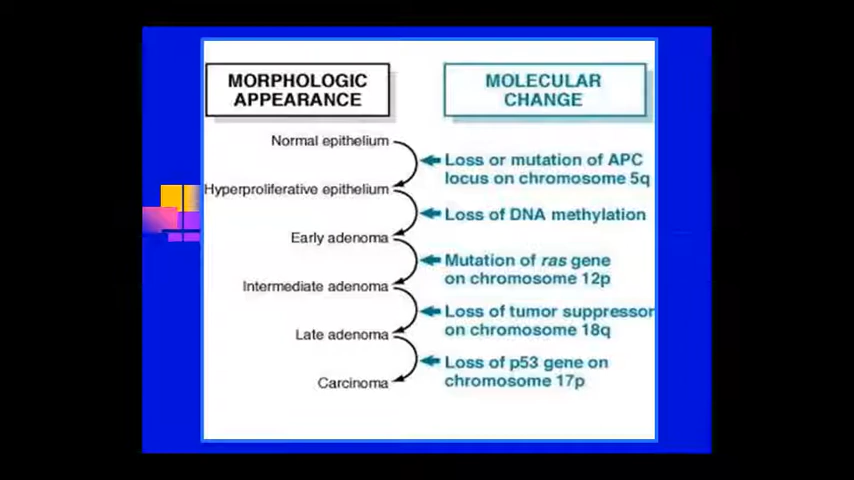 MORPHOLOGIC
APPEARANCE
MOLECULAR
CHANGE
Normal epithelium
Loss or mutation of APC
locus on chromosome 5q
Hyperproliferative epithelium
Loss of DNA methylation
Early adenoma
Mutation of ras gene
on chromosome 12p
Intermediate adenoma
Loss of tumor suppressor
on chromosome 18q
Late adenoma
Loss of p53 gene on
chromosome 17p
Carcinoma